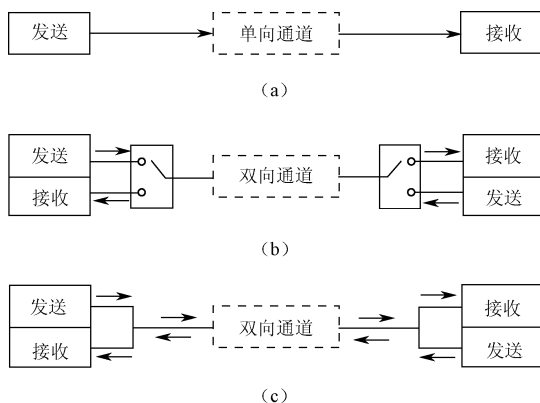 发送 单向通道 接收
(a)
发送 接收
双向通道
接收 发送
(b)
发送 接收
双向通道
接收 发送
(c)